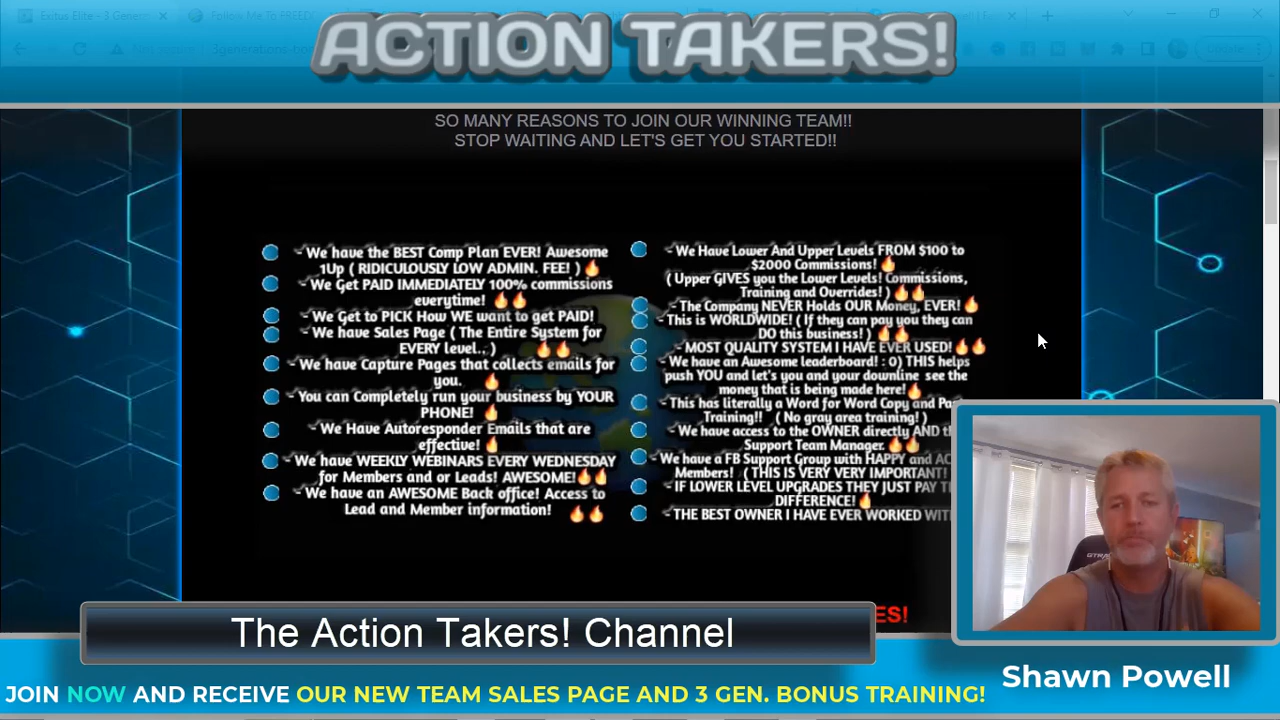 Exitus Elite - 3 Gener
Follow Me To FREED
3generations-hor
ACTION TAKERS!
SO MANY REASONS TO JOIN OUR WINNING TEAM!!
STOP WAITING AND LET'S GET YOU STARTED!!
- We have the BEST Comp Plan EVER! Awesome
1Up ( RIDICULOUSLY LOW ADMIN. FEE! ) 🔥
- We Get PAID IMMEDIATELY 100% commissions
everytime! 🔥🔥
- We Get to PICK How WE want to get PAID!
- We have Sales Page ( The Entire System for
EVERY level.. ) 🔥🔥
- We have Capture Pages that collects emails for
you. 🔥
- You can Completely run your business by YOUR
PHONE! 🔥
- We Have Autoresponder Emails that are
effective! 🔥
- We have WEEKLY WEBINARS EVERY WEDNESDAY
for Members and or Leads! AWESOME!🔥🔥
- We have an AWESOME Back office! Access to
Lead and Member information! 🔥🔥
- We Have Lower And Upper Levels FROM $100 to
$2000 Commissions! 🔥
( Upper GIVES you the Lower Levels! Commissions,
Training and Overrides! ) 🔥🔥
- The Company NEVER Holds OUR Money, EVER! 🔥
- This is WORLDWIDE! ( If they can pay you they can
DO this business! ) 🔥🔥
- MOST QUALITY SYSTEM I HAVE EVER USED!🔥🔥
- We have an Awesome leaderboard! : 0) THIS helps
push YOU and let's you and your downline see the
money that is being made here!🔥
- This has literally a Word for Word Copy and Pa
Training!! ( No gray area training! )
- We have access to the OWNER directly AND th
Support Team Manager. 🔥🔥
- We have a FB Support Group with HAPPY and AC
Members! ( THIS IS VERY VERY IMPORTANT!
- IF LOWER LEVEL UPGRADES THEY JUST PAY T
DIFFERENCE!🔥
- THE BEST OWNER I HAVE EVER WORKED WIT
ES!
The Action Takers! Channel
Shawn Powell
JOIN NOW AND RECEIVE OUR NEW TEAM SALES PAGE AND 3 GEN. BONUS TRAINING!